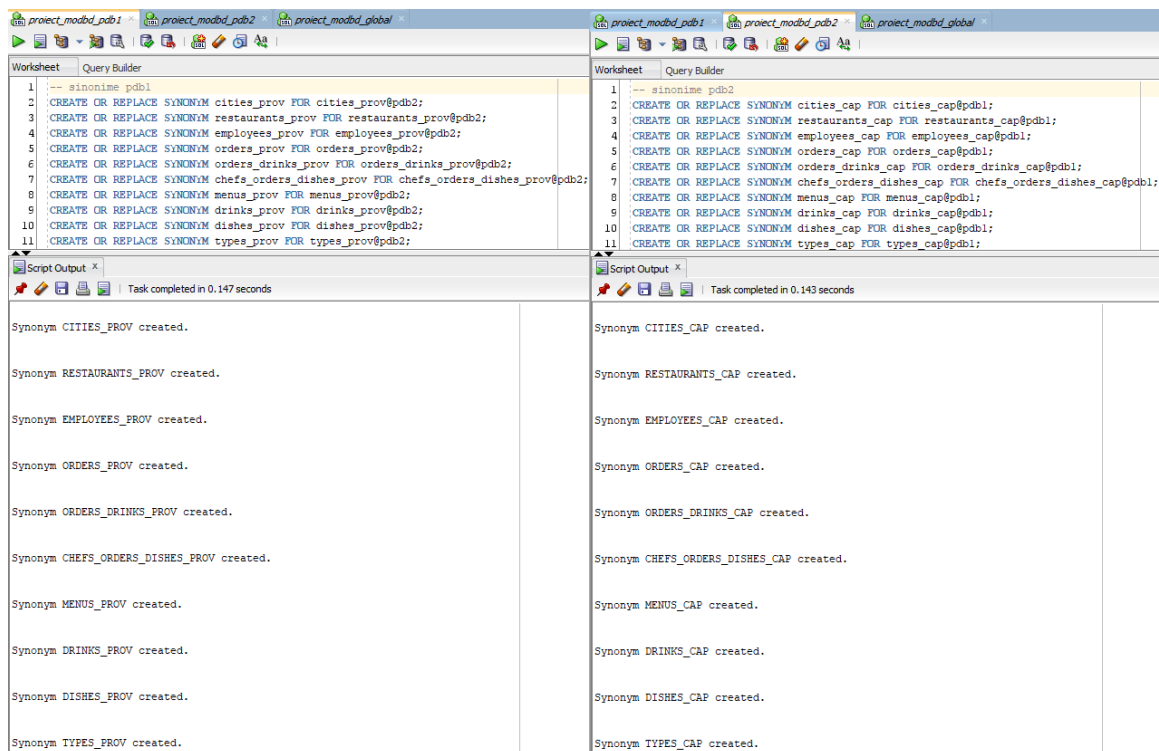 proiect_modbd_pdb1 proiect_modbd_pdb2 proiect_modbd_global
Task completed in 0.147 seconds
Worksheet Query Builder
1 -- sinonime pdb1
2 CREATE OR REPLACE SYNONYM cities_prov FOR cities_prov@pdb2;
3 CREATE OR REPLACE SYNONYM restaurants_prov FOR restaurants_prov@pdb2;
4 CREATE OR REPLACE SYNONYM employees_prov FOR employees_prov@pdb2;
5 CREATE OR REPLACE SYNONYM orders_prov FOR orders_prov@pdb2;
6 CREATE OR REPLACE SYNONYM orders_drinks_prov FOR orders_drinks_prov@pdb2;
7 CREATE OR REPLACE SYNONYM chefs_orders_dishes_prov FOR chefs_orders_dishes_prov@pdb2;
8 CREATE OR REPLACE SYNONYM menus_prov FOR menus_prov@pdb2;
9 CREATE OR REPLACE SYNONYM drinks_prov FOR drinks_prov@pdb2;
10 CREATE OR REPLACE SYNONYM dishes_prov FOR dishes_prov@pdb2;
11 CREATE OR REPLACE SYNONYM types_prov FOR types_prov@pdb2;
Script Output x
Synonym CITIES_PROV created.
Synonym RESTAURANTS_PROV created.
Synonym EMPLOYEES_PROV created.
Synonym ORDERS_PROV created.
Synonym ORDERS_DRINKS_PROV created.
Synonym CHEFS_ORDERS_DISHES_PROV created.
Synonym MENUS_PROV created.
Synonym DRINKS_PROV created.
Synonym DISHES_PROV created.
Synonym TYPES_PROV created.
proiect_modbd_pdb1 proiect_modbd_pdb2 proiect_modbd_global
Worksheet Query Builder
1 -- sinonime pdb2
2 CREATE OR REPLACE SYNONYM cities_cap FOR cities_cap@pdb1;
3 CREATE OR REPLACE SYNONYM restaurants_cap FOR restaurants_cap@pdb1;
4 CREATE OR REPLACE SYNONYM employees_cap FOR employees_cap@pdb1;
5 CREATE OR REPLACE SYNONYM orders_cap FOR orders_cap@pdb1;
6 CREATE OR REPLACE SYNONYM orders_drinks_cap FOR orders_drinks_cap@pdb1;
7 CREATE OR REPLACE SYNONYM chefs_orders_dishes_cap FOR chefs_orders_dishes_cap@pdb1;
8 CREATE OR REPLACE SYNONYM menus_cap FOR menus_cap@pdb1;
9 CREATE OR REPLACE SYNONYM drinks_cap FOR drinks_cap@pdb1;
10 CREATE OR REPLACE SYNONYM dishes_cap FOR dishes_cap@pdb1;
11 CREATE OR REPLACE SYNONYM types_cap FOR types_cap@pdb1;
Script Output x
Task completed in 0.143 seconds
Synonym CITIES_CAP created.
Synonym RESTAURANTS_CAP created.
Synonym EMPLOYEES_CAP created.
Synonym ORDERS_CAP created.
Synonym ORDERS_DRINKS_CAP created.
Synonym CHEFS_ORDERS_DISHES_CAP created.
Synonym MENUS_CAP created.
Synonym DRINKS_CAP created.
Synonym DISHES_CAP created.
Synonym TYPES_CAP created.